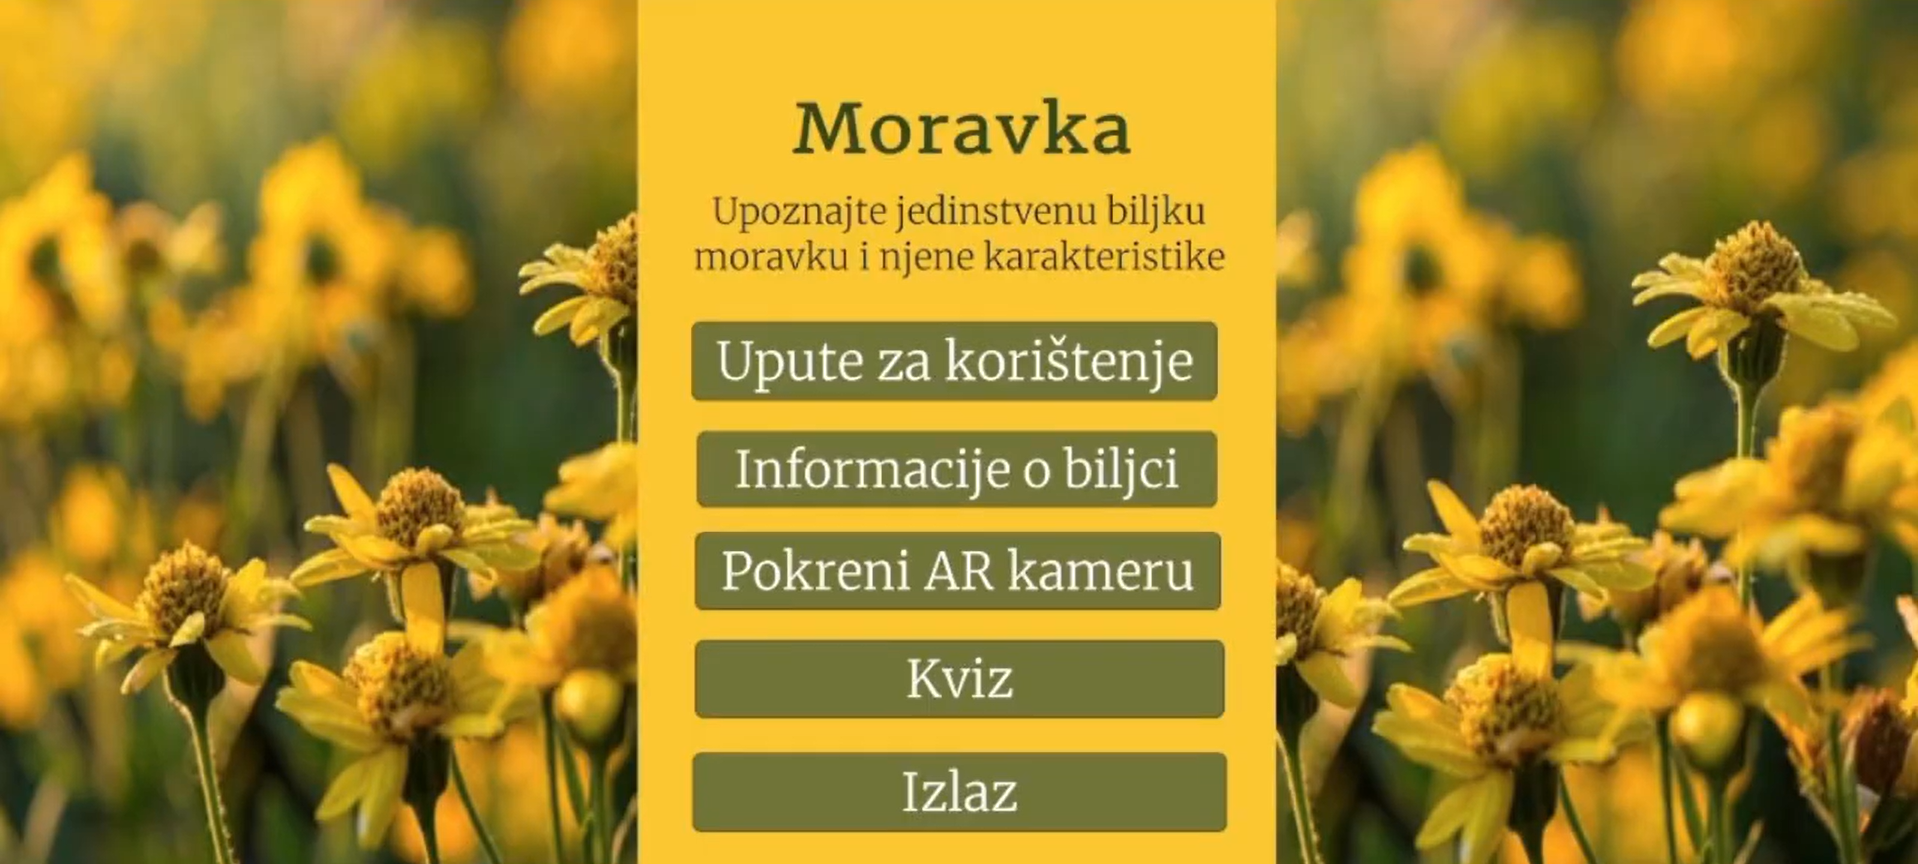 Moravka
Upoznajte jedinstvenu biljku
moravku i njene karakteristike
Upute za korištenje
Informacije o biljci
Pokreni AR kameru
Kviz
Izlaz